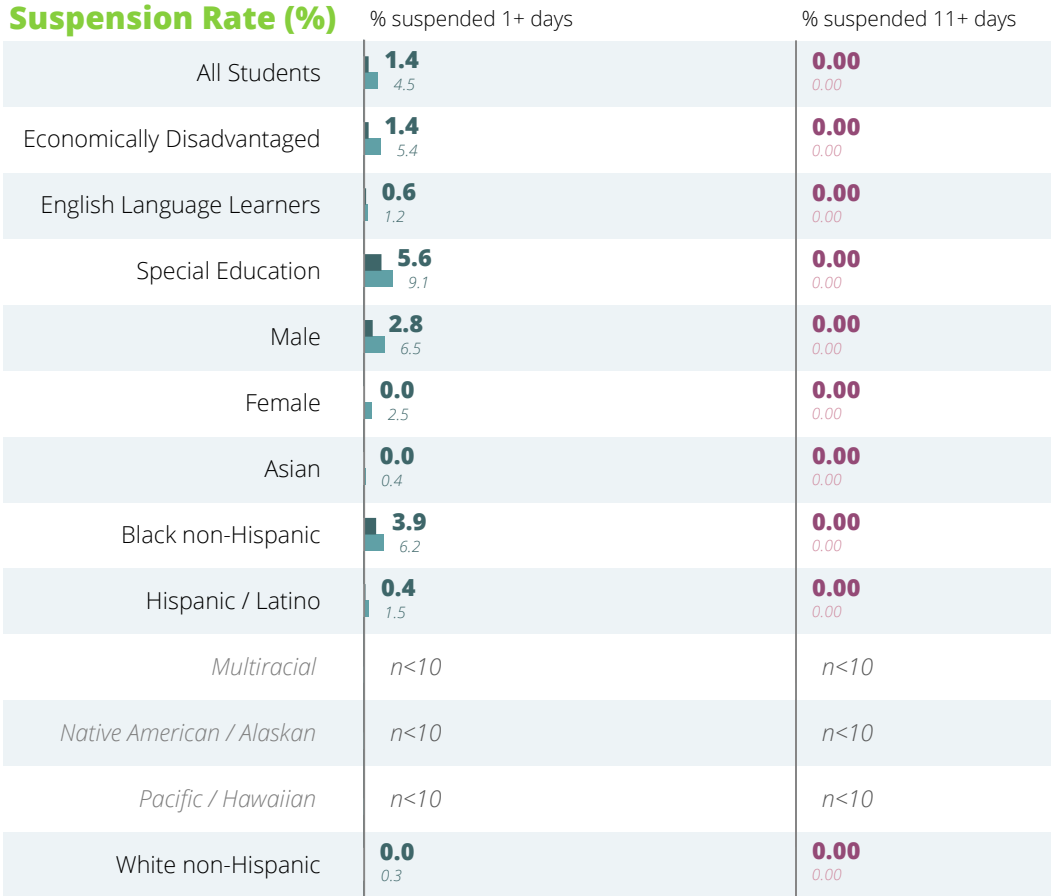 Suspension Rate (%) % suspended 1+ days % suspended 11+ days
All Students 1.4 0.00
4.5 0.00
Economically Disadvantaged 1.4 0.00
5.4 0.00
English Language Learners 0.6 0.00
1.2 0.00
Special Education 5.6 0.00
9.1 0.00
Male 2.8 0.00
6.5 0.00
Female 0.0 0.00
2.5 0.00
Asian 0.0 0.00
0.4 0.00
Black non-Hispanic 3.9 0.00
6.2 0.00
Hispanic / Latino 0.4 0.00
1.5 0.00
Multiracial n<10 n<10
Native American / Alaskan n<10 n<10
Pacific / Hawaiian n<10 n<10
White non-Hispanic 0.0 0.00
0.3 0.00